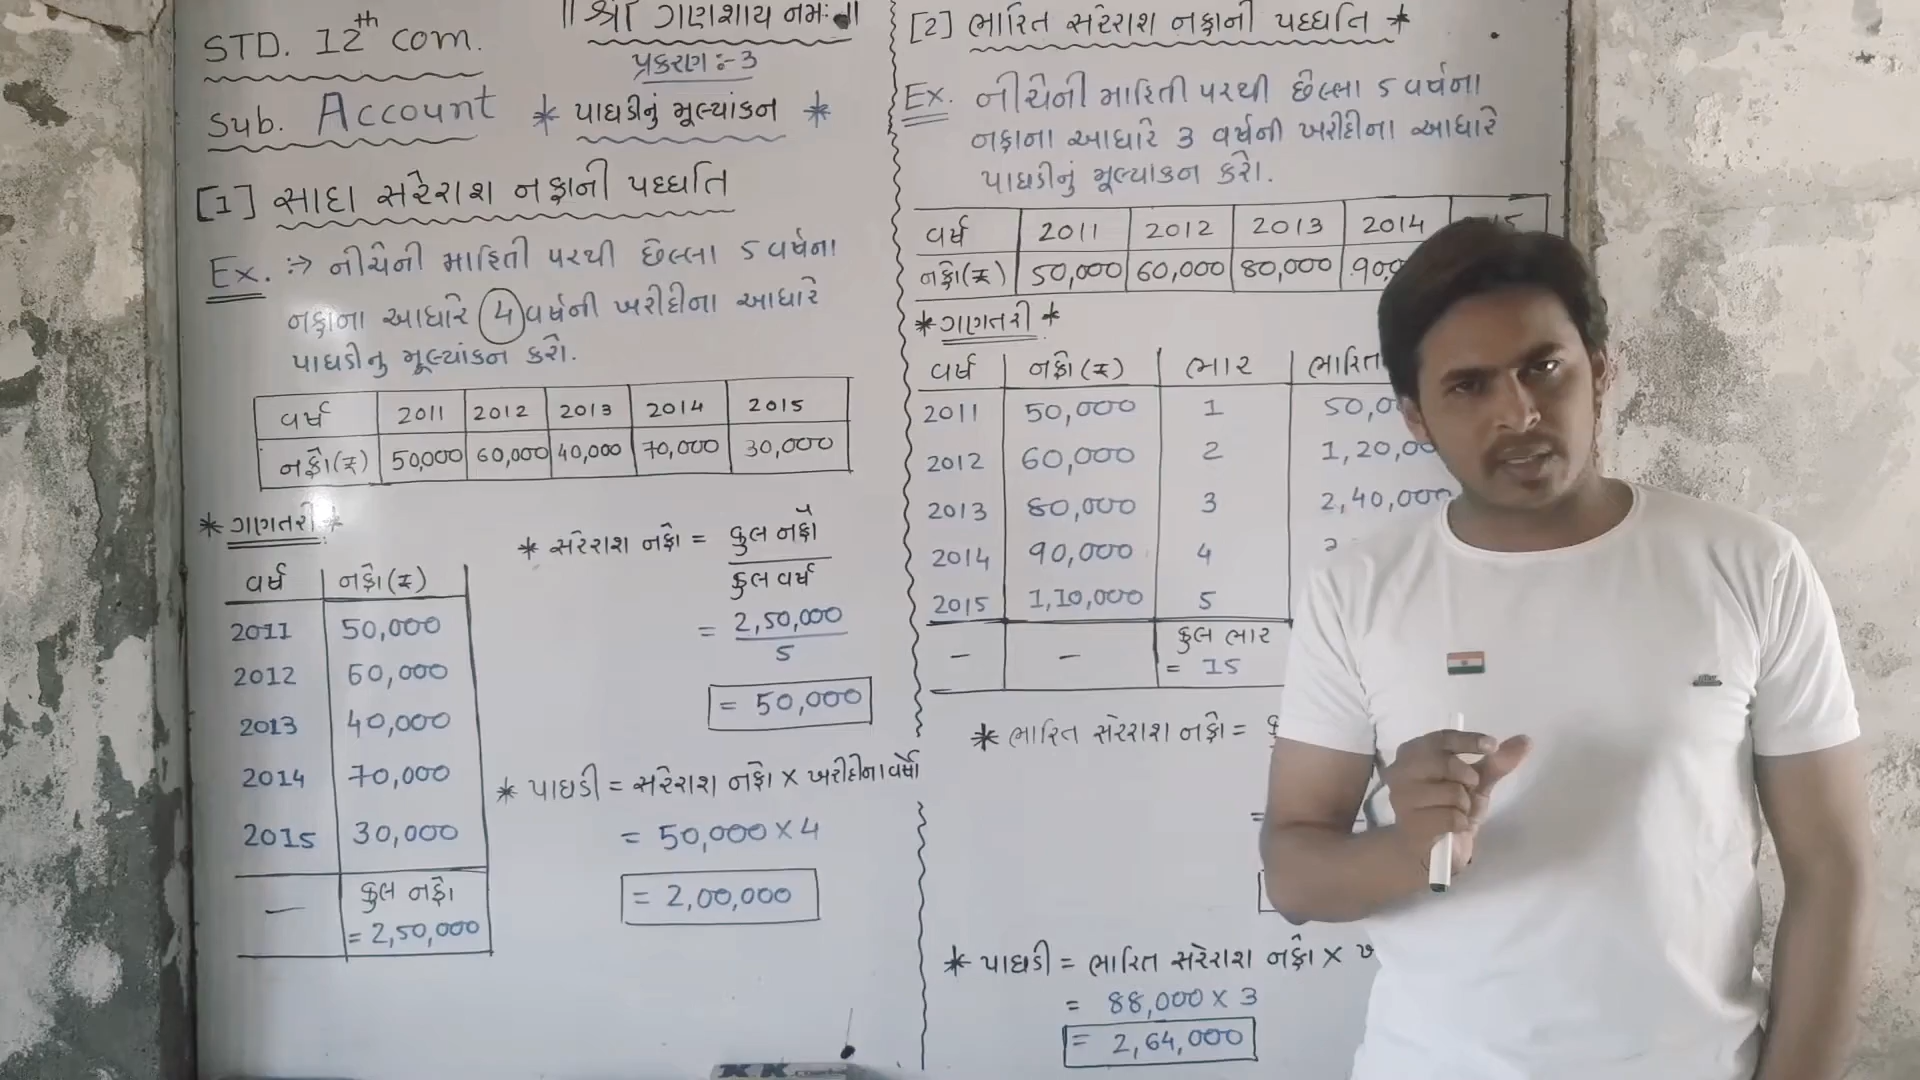 STD. 12th com.
Sub. Account
॥ શ્રી ગણેશાય નમઃ ॥
પ્રકરણ :- 3
* પાઘડીનું મૂલ્યાંકન *
[1] સાદા સરેરાશ નફાની પદ્ધતિ
Ex. :→ નીચેની માહિતી પરથી છેલ્લા 5 વર્ષના
નફાના આધારે 4 વર્ષની ખરીદીના આધારે
પાઘડીનુ મૂલ્યાંકન કરો.
વર્ષ 2011 2012 2013 2014 2015
નફો(₹) 50,000 60,000 40,000 70,000 30,000
* ગણતરી *
વર્ષ નફો(₹)
2011 50,000
2012 60,000
2013 40,000
2014 70,000
2015 30,000
— કુલ નફો
= 2,50,000
* સરેરાશ નફો = કુલ નફો
કુલ વર્ષ
= 2,50,000
5
= 50,000
* પાઘડી = સરેરાશ નફો X ખરીદીના વર્ષો
= 50,000 X 4
= 2,00,000
[2] ભારિત સરેરાશ નફાની પદ્ધતિ *
Ex. નીચેની માહિતી પરથી છેલ્લા 5 વર્ષના
નફાના આધારે 3 વર્ષની ખરીદીના આધારે
પાઘડીનું મૂલ્યાંકન કરો.
વર્ષ 2011 2012 2013 2014
નફો(₹) 50,000 60,000 80,000
* ગણતરી *
વર્ષ નફો(₹) ભાર ભારિત
2011 50,000 1
2012 60,000 2
2013 80,000 3 2,40,000
2014 90,000 4
2015 1,10,000 5
— — કુલ ભાર
= 15
* ભારિત સરેરાશ નફો =
=
* પાઘડી = ભારિત સરેરાશ નફો X
= 88,000 X 3
= 2,64,000